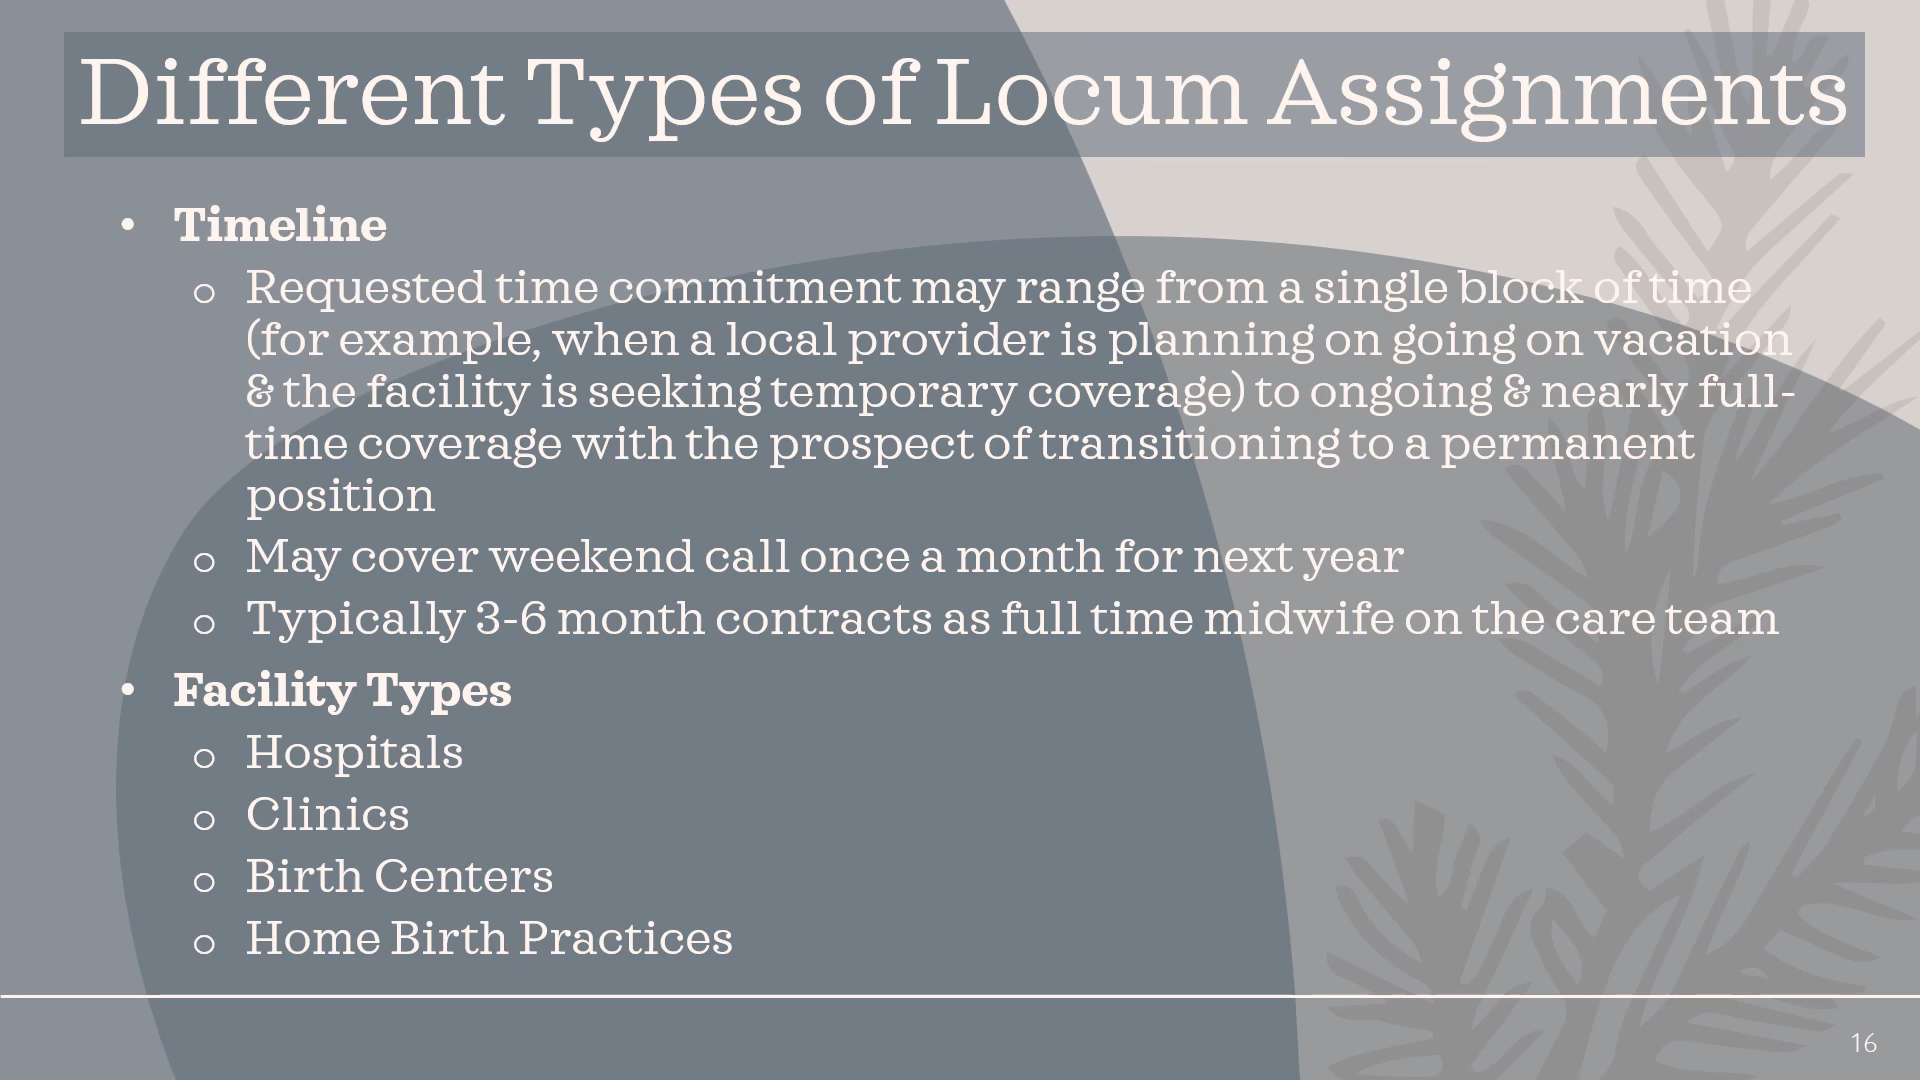 Different Types of Locum Assignments
• Timeline
o Requested time commitment may range from a single block of time
(for example, when a local provider is planning on going on vacation
& the facility is seeking temporary coverage) to ongoing & nearly full-
time coverage with the prospect of transitioning to a permanent
position
o May cover weekend call once a month for next year
o Typically 3-6 month contracts as full time midwife on the care team
• Facility Types
o Hospitals
o Clinics
o Birth Centers
o Home Birth Practices
16